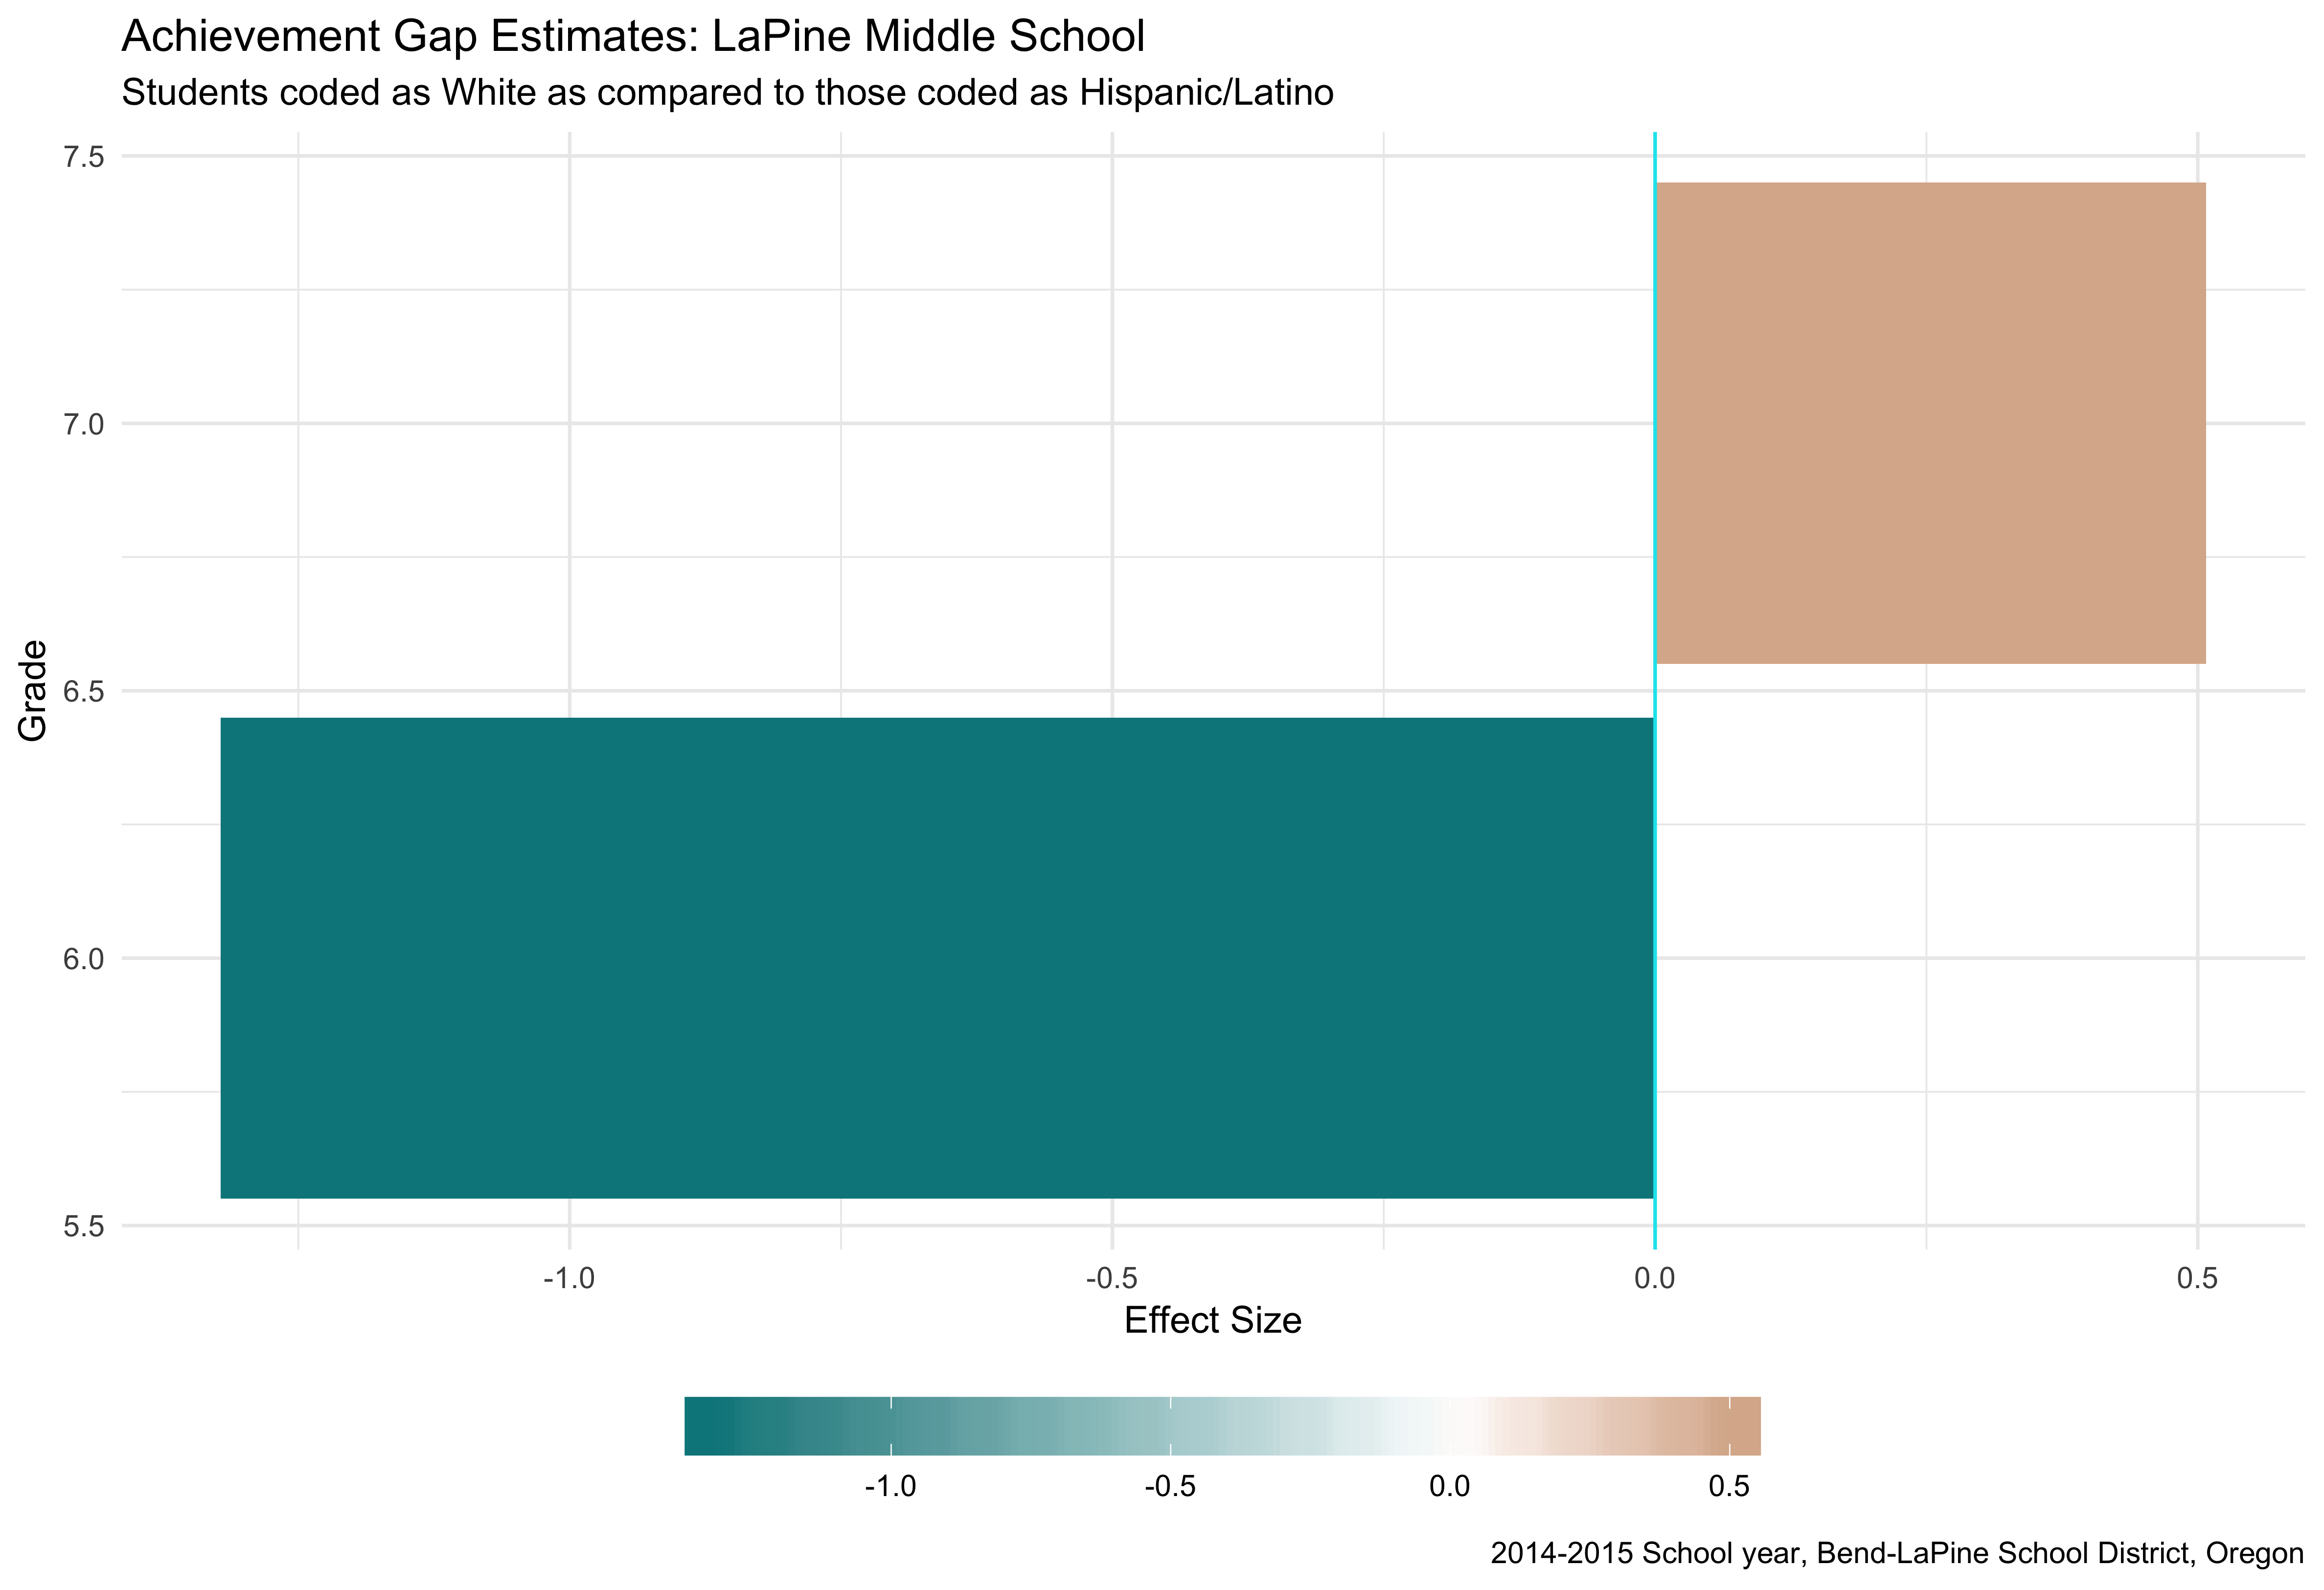 Achievement Gap Estimates: LaPine Middle School
Students coded as White as compared to those coded as Hispanic/Latino
7.5
7.0
6.5
6.0
5.5
Grade
-1.0
-0.5
0.0
0.5
Effect Size
-1.0
-0.5
0.0
0.5
2014-2015 School year, Bend-LaPine School District, Oregon